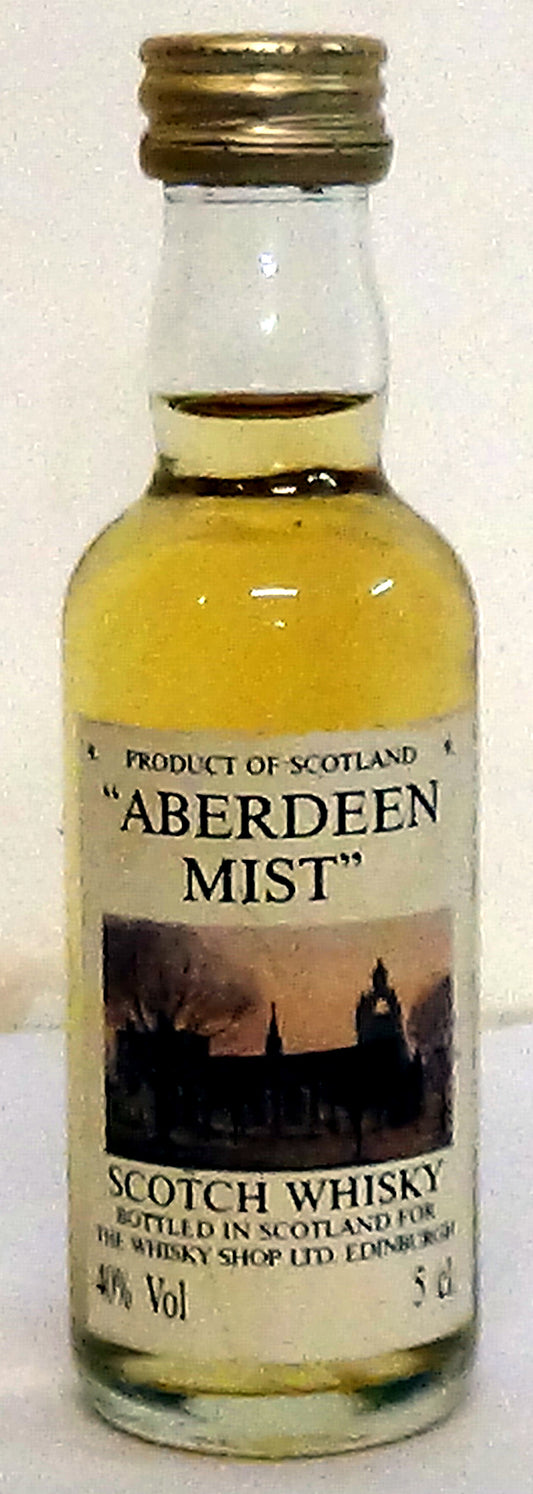 PRODUCT OF SCOTLAND
"ABERDEEN
MIST"
SCOTCH WHISKY
BOTTLED IN SCOTLAND FOR
THE WHISKY SHOP LTD. EDINBURGH
40% Vol 5 cl